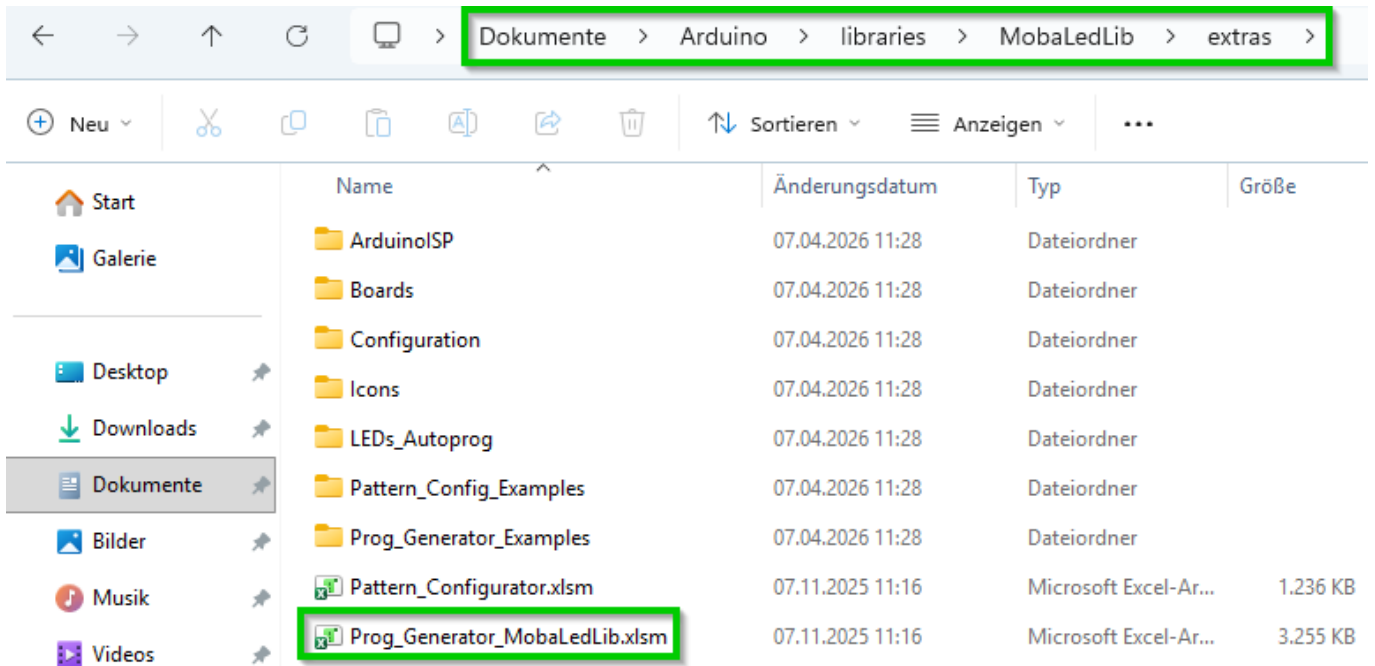 Dokumente > Arduino > libraries > MobaLedLib > extras >
Neu Sortieren Anzeigen ...
Start
Galerie
Desktop
Downloads
Dokumente
Bilder
Musik
Videos
Name Änderungsdatum Typ Größe
ArduinoISP 07.04.2026 11:28 Dateiordner
Boards 07.04.2026 11:28 Dateiordner
Configuration 07.04.2026 11:28 Dateiordner
Icons 07.04.2026 11:28 Dateiordner
LEDs_Autoprog 07.04.2026 11:28 Dateiordner
Pattern_Config_Examples 07.04.2026 11:28 Dateiordner
Prog_Generator_Examples 07.04.2026 11:28 Dateiordner
Pattern_Configurator.xlsm 07.11.2025 11:16 Microsoft Excel-Ar... 1.236 KB
Prog_Generator_MobaLedLib.xlsm 07.11.2025 11:16 Microsoft Excel-Ar... 3.255 KB